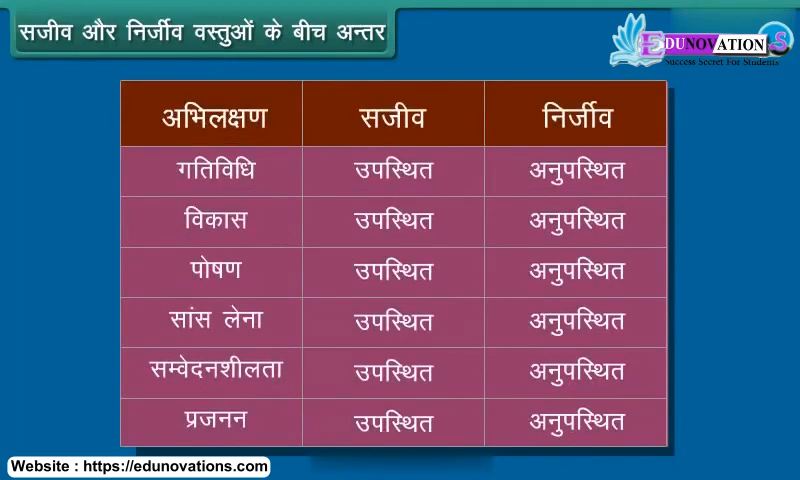 सजीव और निर्जीव वस्तुओं के बीच अन्तर
EDUNOVATIONS
Success Secret For Students
अभिलक्षण सजीव निर्जीव
गतिविधि उपस्थित अनुपस्थित
विकास उपस्थित अनुपस्थित
पोषण उपस्थित अनुपस्थित
सांस लेना उपस्थित अनुपस्थित
सम्वेदनशीलता उपस्थित अनुपस्थित
प्रजनन उपस्थित अनुपस्थित
Website : https://edunovations.com